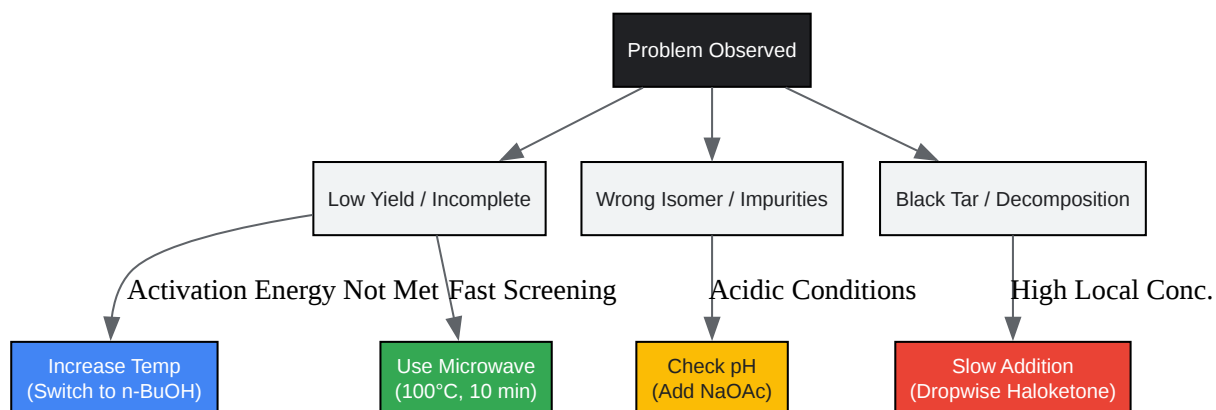 Problem Observed
Low Yield / Incomplete
Wrong Isomer / Impurities
Black Tar / Decomposition
Activation Energy Not Met
Fast Screening
Acidic Conditions
High Local Conc.
Increase Temp
(Switch to n-BuOH)
Use Microwave
(100°C, 10 min)
Check pH
(Add NaOAc)
Slow Addition
(Dropwise Haloketone)